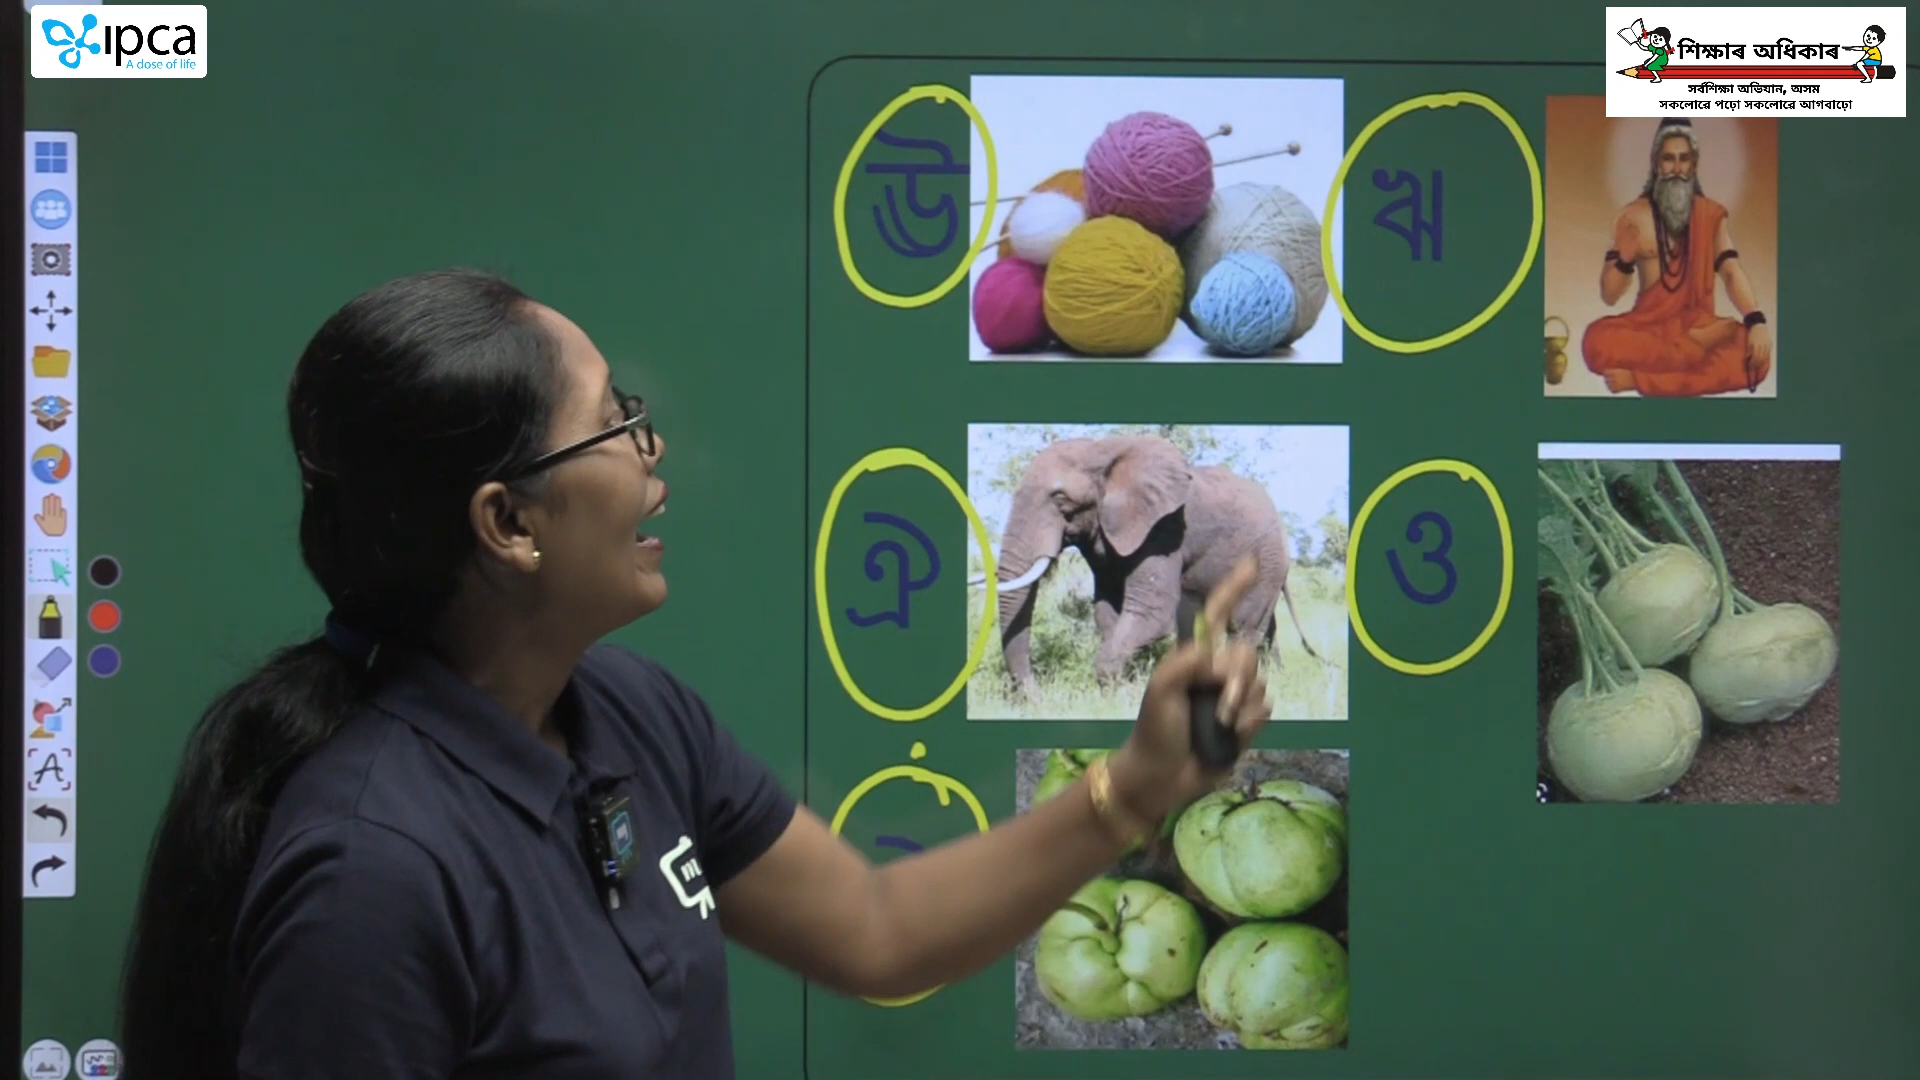 ipca
A dose of life
শিক্ষাৰ অধিকাৰ
সৰ্বশিক্ষা অভিযান, অসম
সকলোৱে পঢ়ো সকলোৱে আগবাঢ়ো
ঊ
ঋ
ঐ
ও